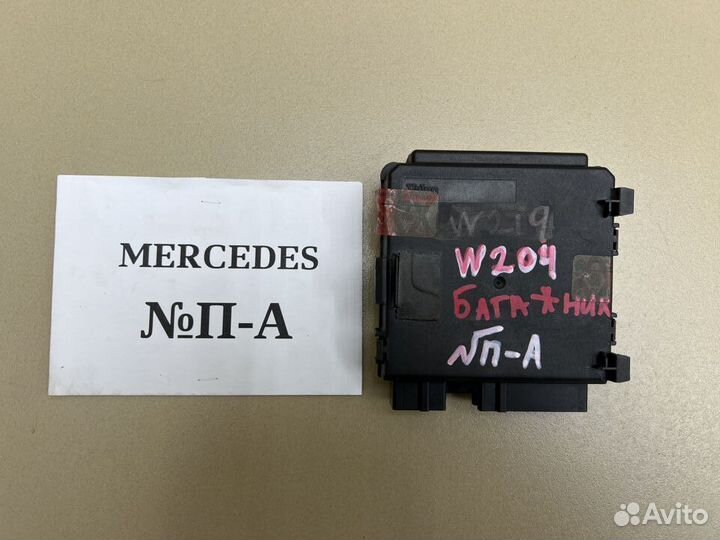 MERCEDES
№П-А
W219
W204
БАГАЖНИК
№П-А
Avito